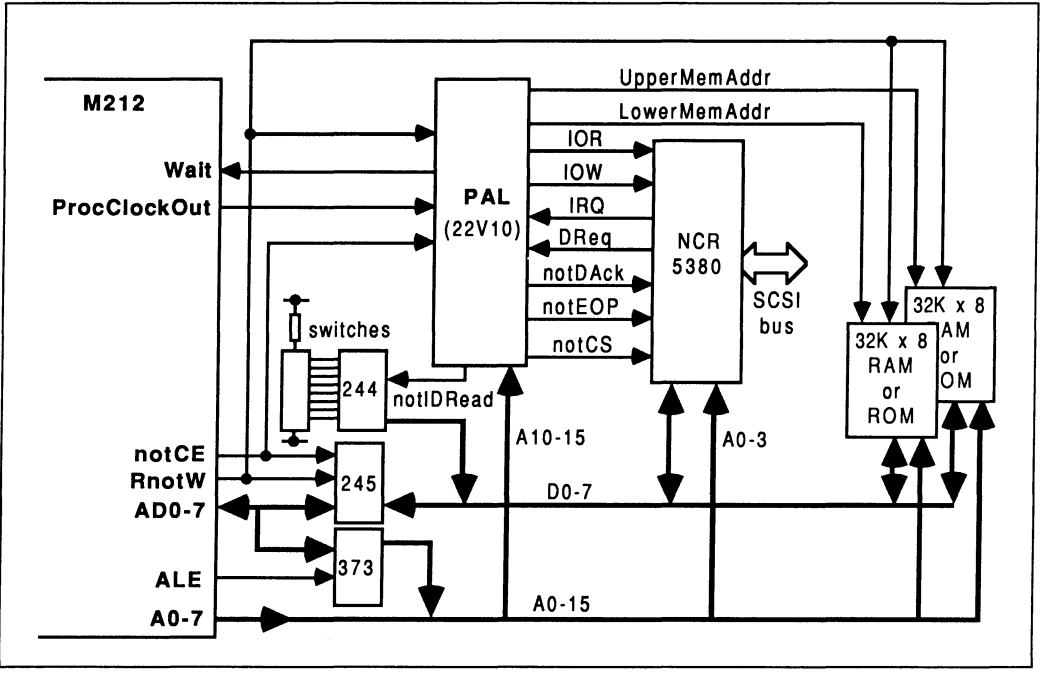 M212
Wait
ProcClockOut
notCE
RnotW
AD0-7
ALE
A0-7
switches
244
notIDRead
245
373
PAL
(22V10)
UpperMemAddr
LowerMemAddr
IOR
IOW
IRQ
DReq
notDAck
notEOP
notCS
NCR
5380
SCSI
bus
A10-15
A0-3
D0-7
A0-15
32K x 8
AM
or
OM
32K x 8
RAM
or
ROM